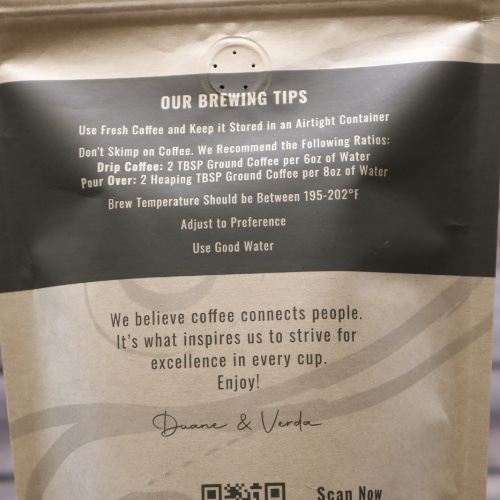 OUR BREWING TIPS
Use Fresh Coffee and Keep it Stored in an Airtight Container
Don't Skimp on Coffee. We Recommend the Following Ratios:
Drip Coffee: 2 TBSP Ground Coffee per 6oz of Water
Pour Over: 2 Heaping TBSP Ground Coffee per 8oz of Water
Brew Temperature Should be Between 195-202°F
Adjust to Preference
Use Good Water
We believe coffee connects people.
It's what inspires us to strive for
excellence in every cup.
Enjoy!
Duane & Verda
Scan Now